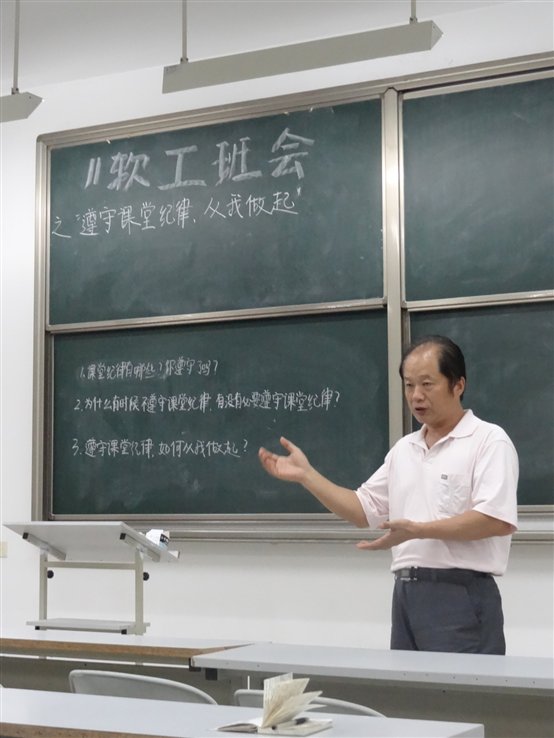 11软工班会
之“遵守课堂纪律、从我做起”
1.课堂纪律有哪些？你遵守了吗？
2.为什么有时候不遵守课堂纪律，有没有必要遵守课堂纪律？
3.遵守课堂纪律，如何从我做起？